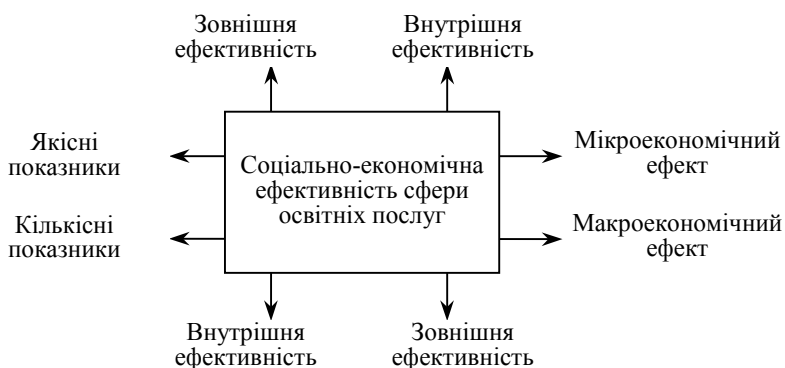 Зовнішня
ефективність
Внутрішня
ефективність
Якісні
показники
Кількісні
показники
Соціально-економічна
ефективність сфери
освітніх послуг
Мікроекономічний
ефект
Макроекономічний
ефект
Внутрішня
ефективність
Зовнішня
ефективність